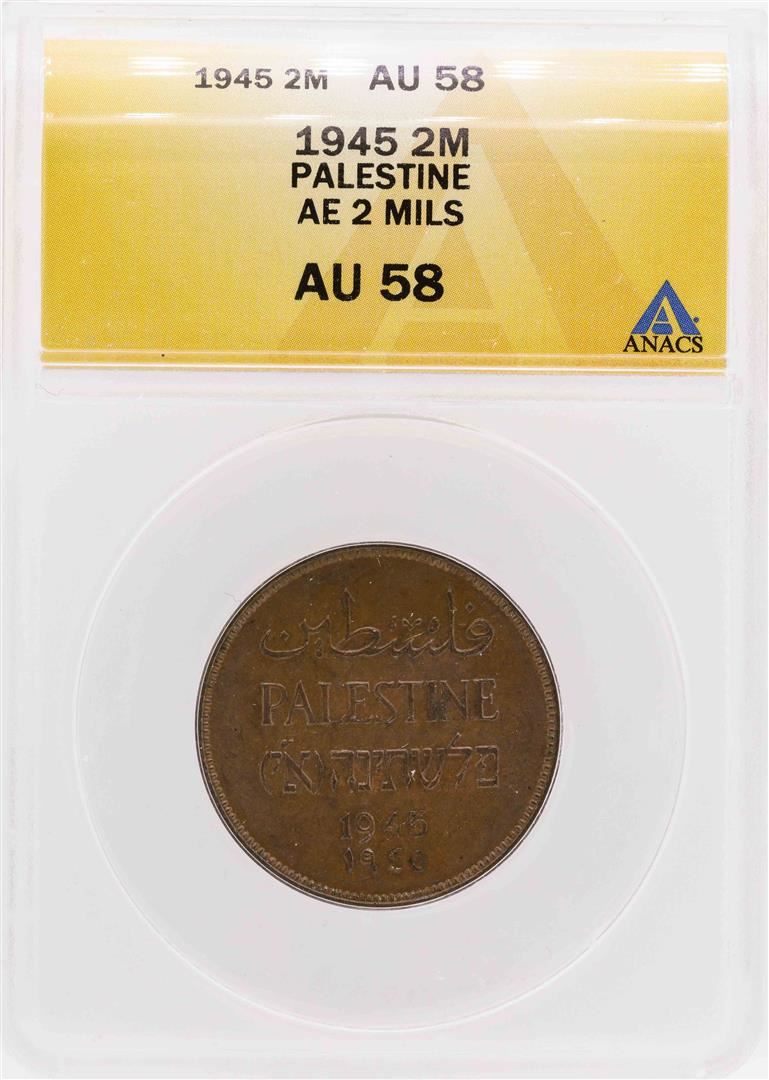 1945 2M AU 58
1945 2M
PALESTINE
AE 2 MILS
AU 58
ANACS
فلسطين
PALESTINE
פלשתינה (א״י)
1945
١٩٤٥